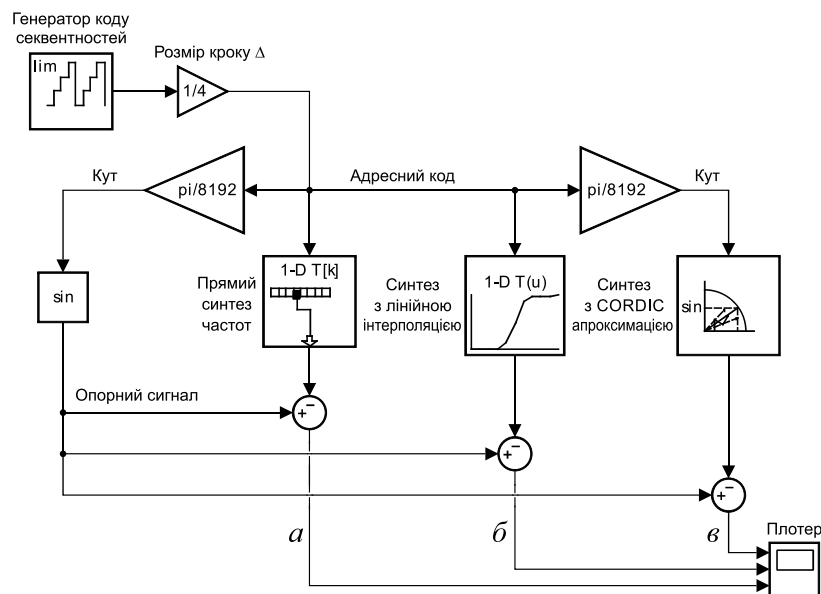 Генератор коду
секвентностей
lim
Розмір кроку Δ
1/4
Кут
pi/8192
Адресний код
pi/8192
Кут
sin
Прямий
синтез
частот
1-D T[k]
Синтез
з лінійною
інтерполяцією
1-D T(u)
Синтез
з CORDIC
апроксимацією
sin
Опорний сигнал
+ −
+ −
+ −
а
б
в
Плотер